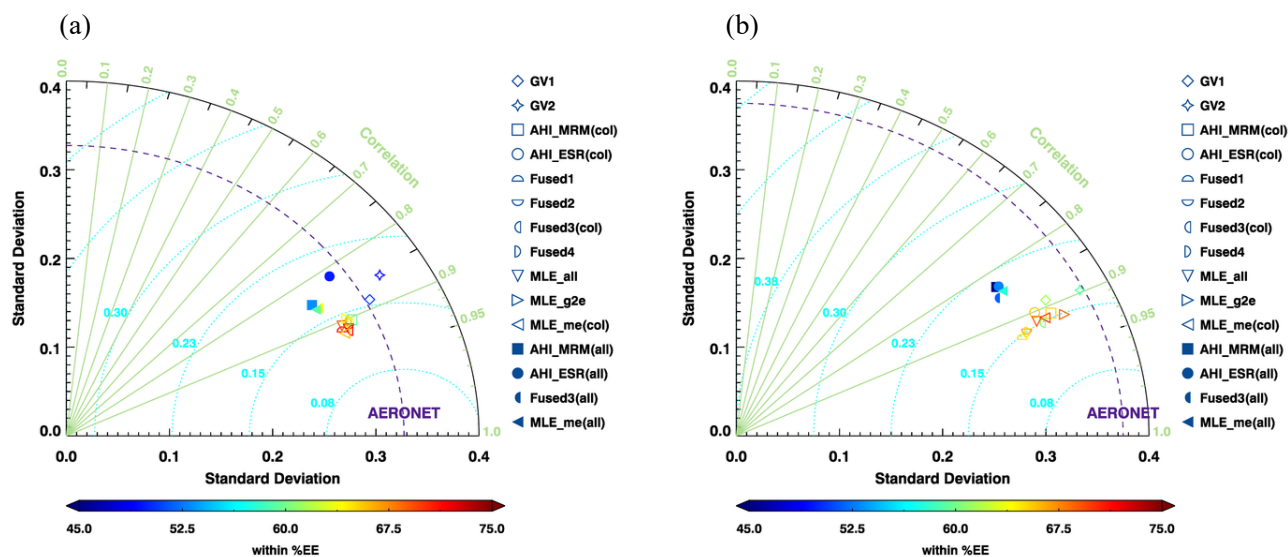 (a)
0.0
0.1
0.2
0.3
0.4
0.5
0.6
0.7
0.8
0.9
0.95
1.0
Correlation
0.4
0.3
0.2
0.1
0.0
Standard Deviation
0.30
0.23
0.15
0.08
AERONET
0.0 0.1 0.2 0.3 0.4
Standard Deviation
GV1
GV2
AHI_MRM(col)
AHI_ESR(col)
Fused1
Fused2
Fused3(col)
Fused4
MLE_all
MLE_g2e
MLE_me(col)
AHI_MRM(all)
AHI_ESR(all)
Fused3(all)
MLE_me(all)
45.0 52.5 60.0 67.5 75.0
within %EE
(b)
0.0
0.1
0.2
0.3
0.4
0.5
0.6
0.7
0.8
0.9
0.95
1.0
Correlation
0.4
0.3
0.2
0.1
0.0
Standard Deviation
0.38
0.30
0.23
0.15
0.08
AERONET
0.0 0.1 0.2 0.3 0.4
Standard Deviation
GV1
GV2
AHI_MRM(col)
AHI_ESR(col)
Fused1
Fused2
Fused3(col)
Fused4
MLE_all
MLE_g2e
MLE_me(col)
AHI_MRM(all)
AHI_ESR(all)
Fused3(all)
MLE_me(all)
45.0 52.5 60.0 67.5 75.0
within %EE